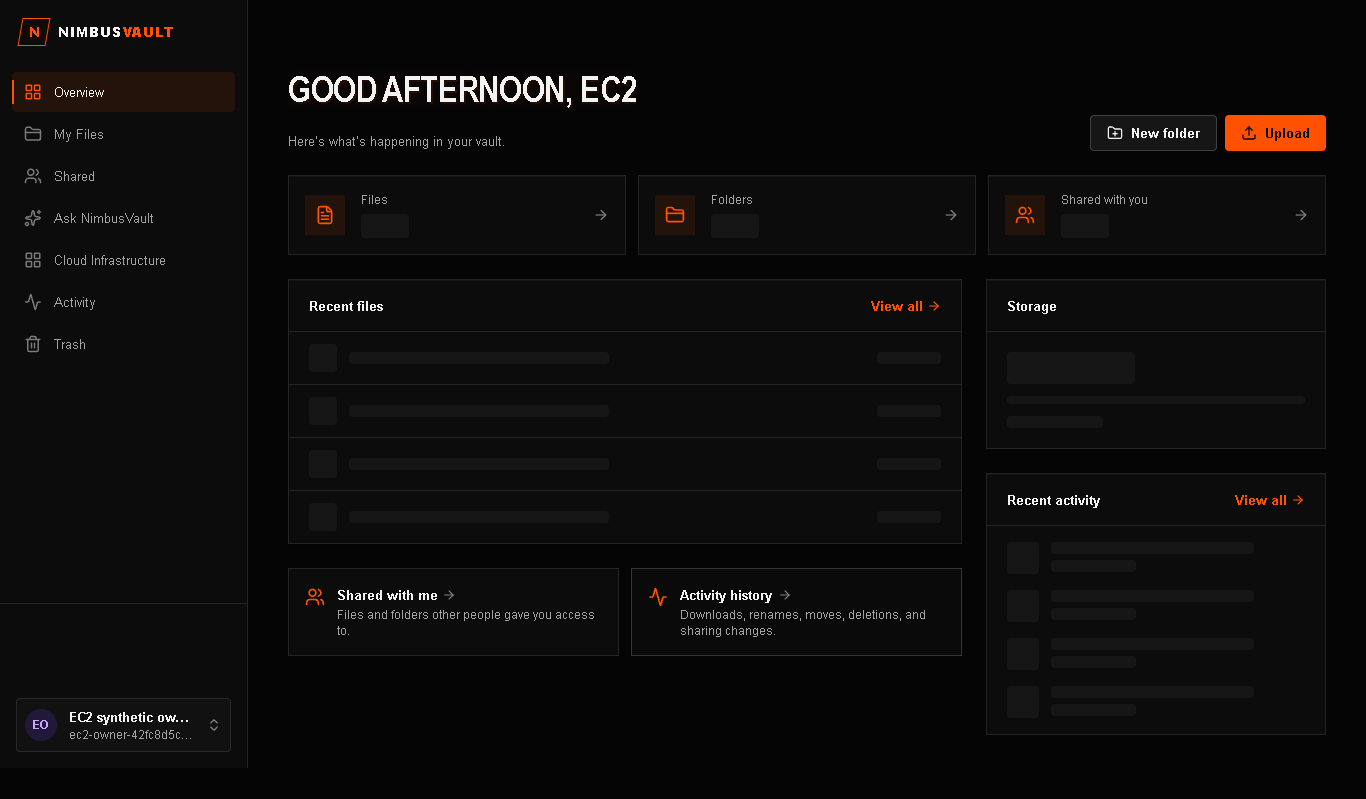 N NIMBUSVAULT
Overview
My Files
Shared
Ask NimbusVault
Cloud Infrastructure
Activity
Trash
EO
EC2 synthetic ow...
ec2-owner-42fc8d5c...
GOOD AFTERNOON, EC2
Here's what's happening in your vault.
New folder
Upload
Files
Folders
Shared with you
Recent files
View all
Storage
Recent activity
View all
Shared with me
Files and folders other people gave you access
to.
Activity history
Downloads, renames, moves, deletions, and
sharing changes.